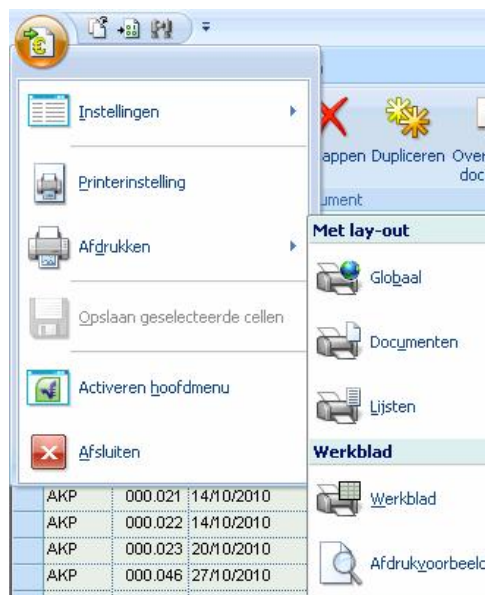 Instellingen
Printerinstelling
appen Dupliceren Over
doc
ument
Afdrukken
Met lay-out
Globaal
Opslaan geselecteerde cellen
Documenten
Activeren hoofdmenu
Lijsten
Afsluiten
Werkblad
AKP 000.021 14/10/2010
Werkblad
AKP 000.022 14/10/2010
AKP 000.023 20/10/2010
Afdrukvoorbeeld
AKP 000.046 27/10/2010